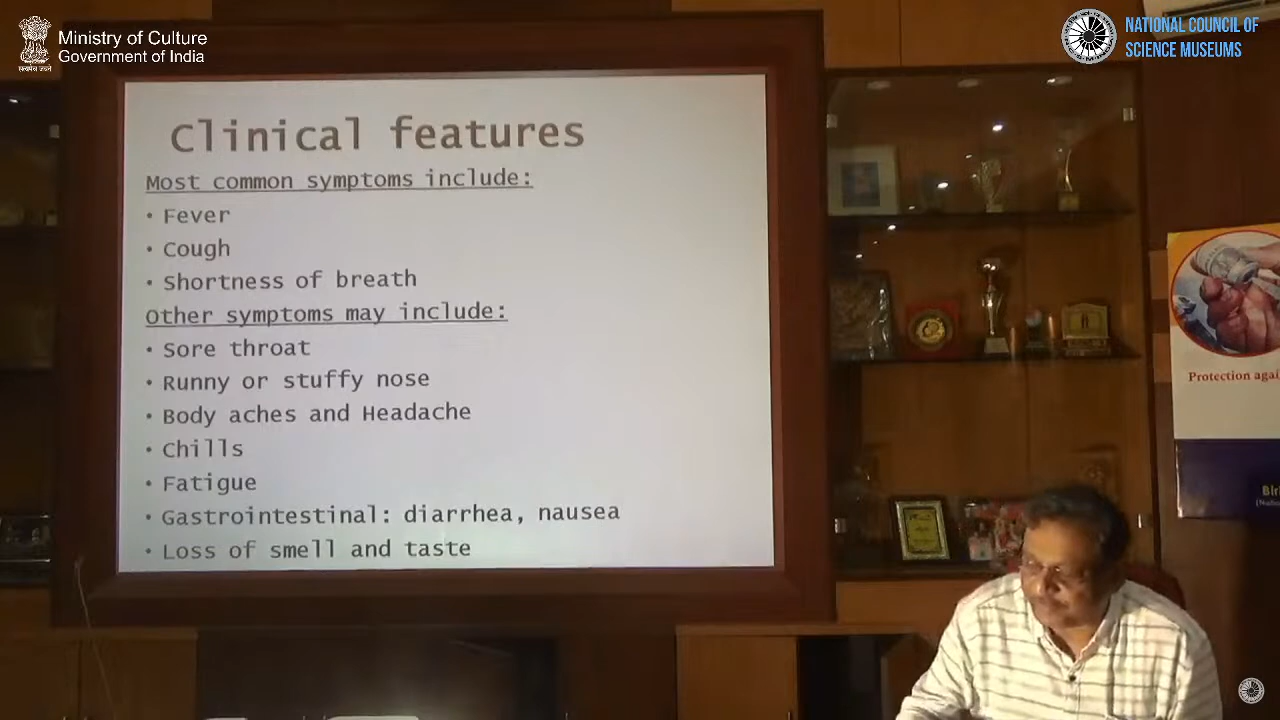 Ministry of Culture
Government of India
NATIONAL COUNCIL OF
SCIENCE MUSEUMS
Clinical features
Most common symptoms include:
• Fever
• Cough
• Shortness of breath
Other symptoms may include:
• Sore throat
• Runny or stuffy nose
• Body aches and Headache
• Chills
• Fatigue
• Gastrointestinal: diarrhea, nausea
• Loss of smell and taste
Protection agai